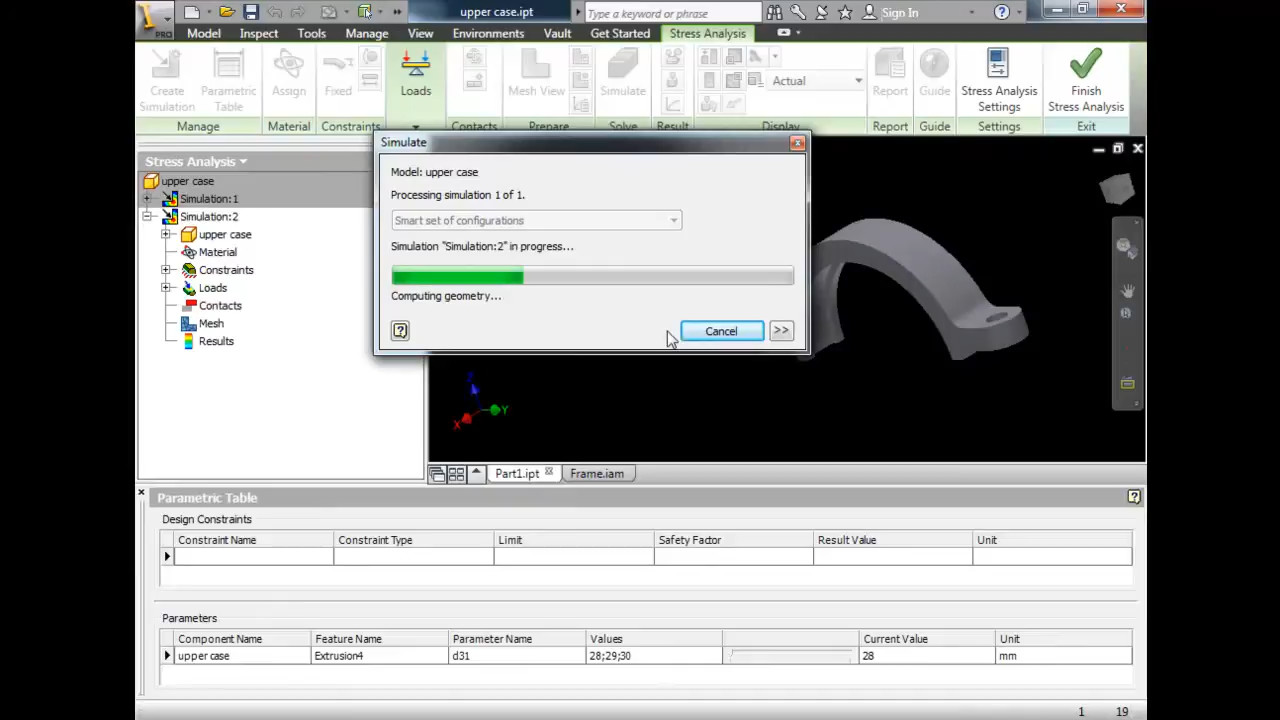 upper case.ipt
Type a keyword or phrase
Sign In
PRO
Model Inspect Tools Manage View Environments Vault Get Started Stress Analysis
Create Simulation
Parametric Table
Assign
Fixed
Loads
Mesh View
Simulate
Actual
Report
Guide
Stress Analysis Settings
Finish Stress Analysis
Manage Material Constraints Contacts Prepare Solve Result Display Report Guide Settings Exit
Stress Analysis
upper case
Simulation:1
Simulation:2
upper case
Material
Constraints
Loads
Contacts
Mesh
Results
Simulate
Model: upper case
Processing simulation 1 of 1.
Smart set of configurations
Simulation "Simulation:2" in progress...
Computing geometry...
Cancel >>
Z
X Y
Part1.ipt Frame.iam
Parametric Table
Design Constraints
Constraint Name Constraint Type Limit Safety Factor Result Value Unit
Parameters
Component Name Feature Name Parameter Name Values Current Value Unit
upper case Extrusion4 d31 28;29;30 28 mm
1 19